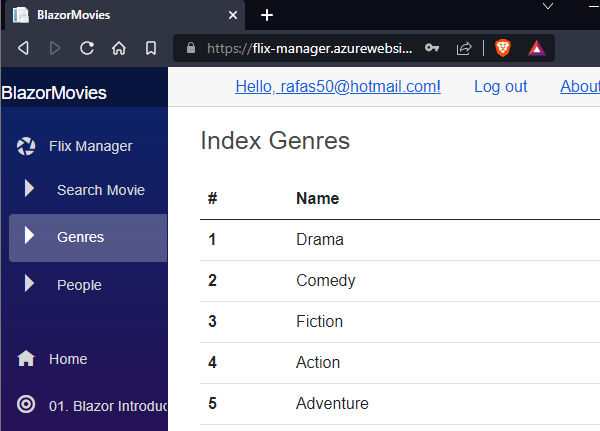 BlazorMovies
https://flix-manager.azurewebsi...
BlazorMovies
Hello, rafas50@hotmail.com! Log out About
Flix Manager
Search Movie
Genres
People
Home
01. Blazor Introduc
Index Genres
# Name
1 Drama
2 Comedy
3 Fiction
4 Action
5 Adventure